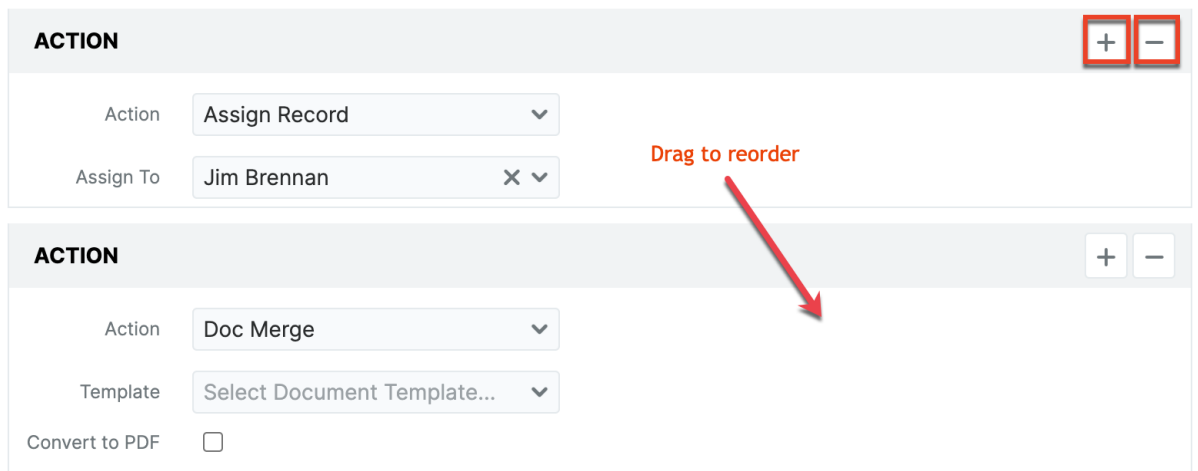 ACTION
Action
Assign Record
Drag to reorder
Assign To
Jim Brennan
ACTION
Action
Doc Merge
Template
Select Document Template...
Convert to PDF